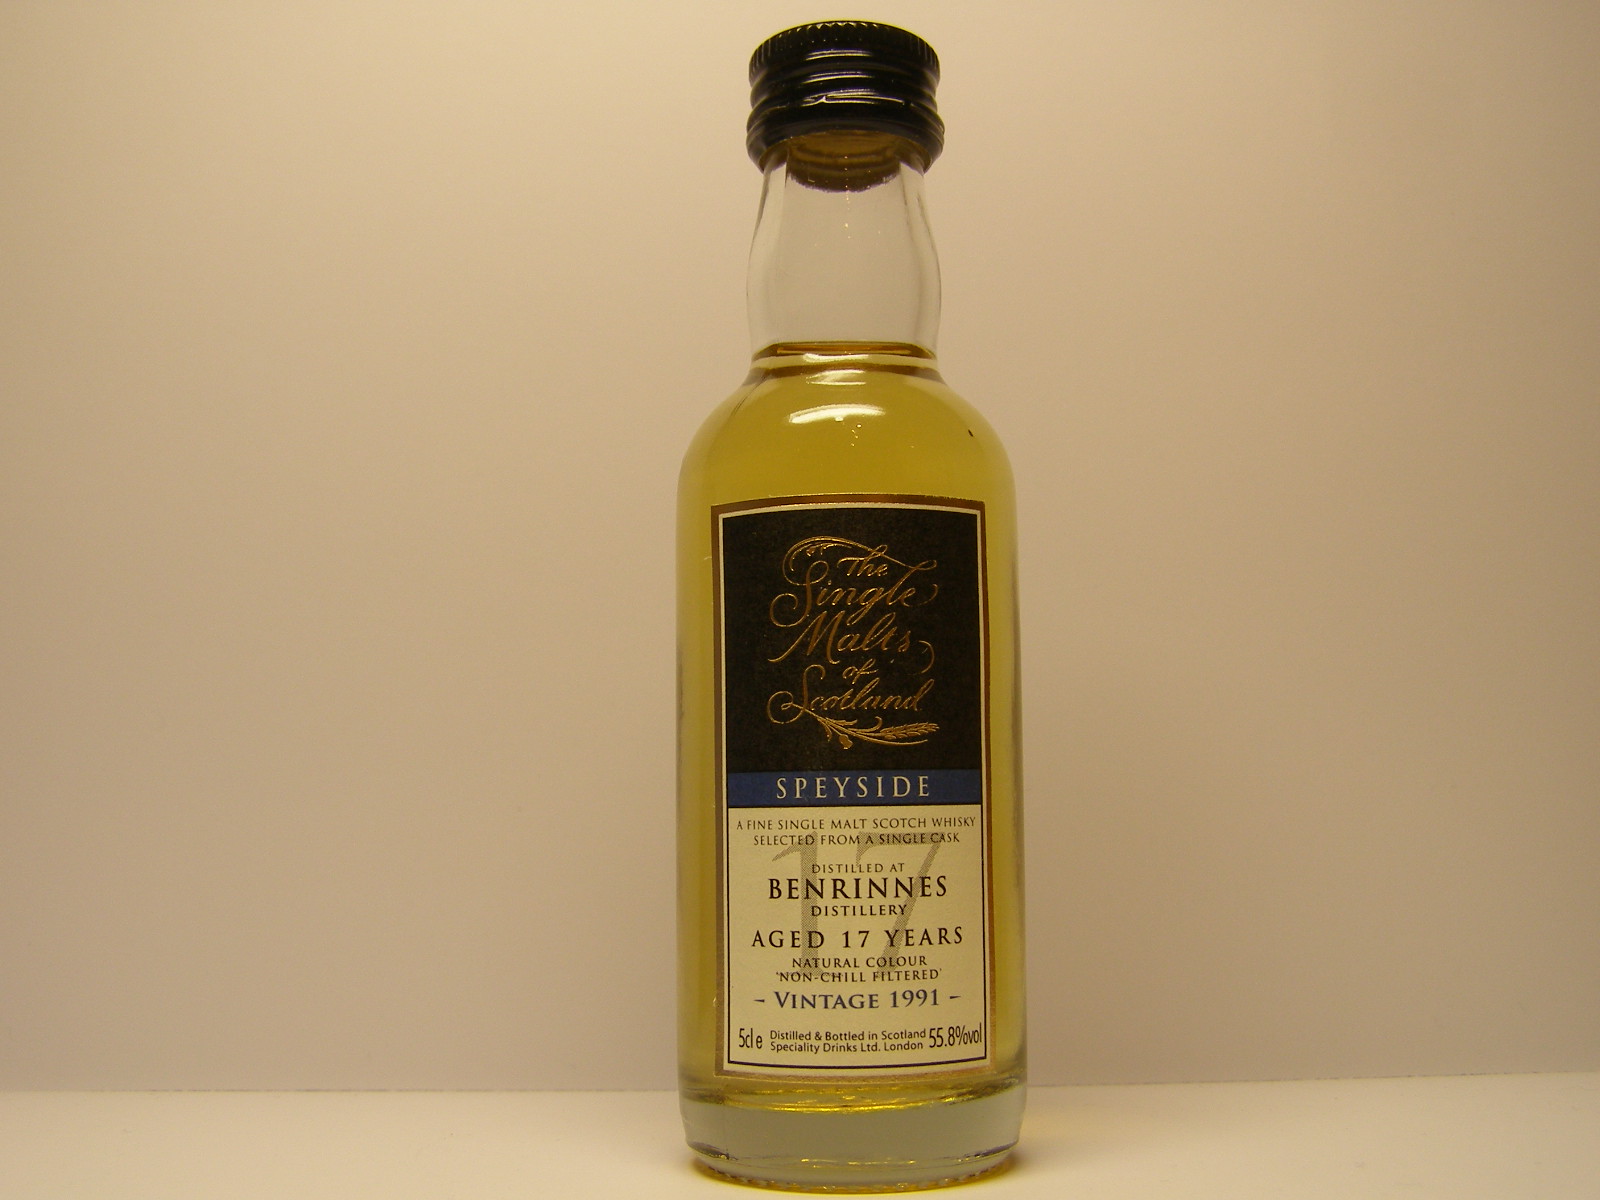 The
Single
Malts
of
Scotland
SPEYSIDE
A FINE SINGLE MALT SCOTCH WHISKY
SELECTED FROM A SINGLE CASK
17
DISTILLED AT
BENRINNES
DISTILLERY
AGED 17 YEARS
NATURAL COLOUR
'NON-CHILL FILTERED'
- VINTAGE 1991 -
5cl e Distilled & Bottled in Scotland 55.8%vol
Speciality Drinks Ltd. London